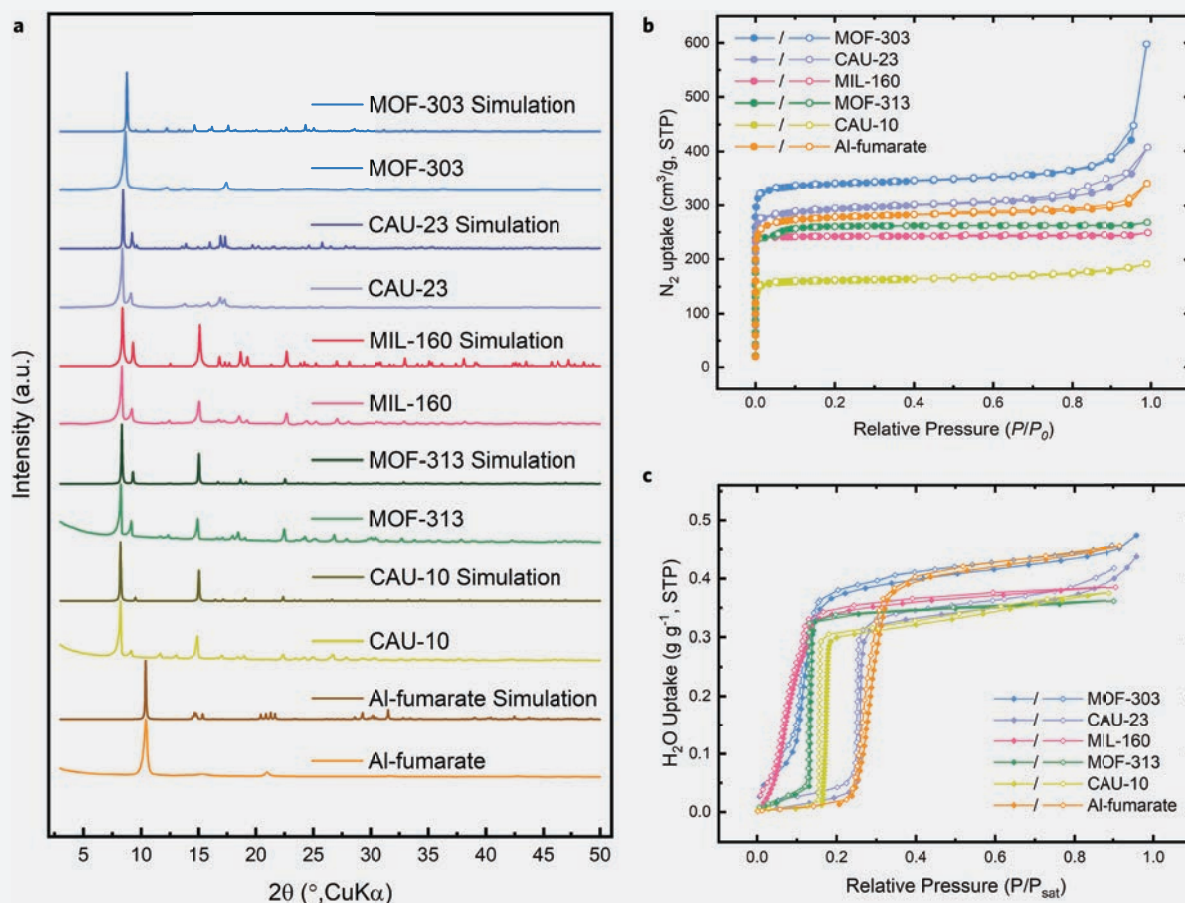 a
MOF-303 Simulation
MOF-303
CAU-23 Simulation
CAU-23
MIL-160 Simulation
MIL-160
MOF-313 Simulation
MOF-313
CAU-10 Simulation
CAU-10
Al-fumarate Simulation
Al-fumarate
Intensity (a.u.)
5 10 15 20 25 30 35 40 45 50
2θ (°,CuKα)
b
/ MOF-303
/ CAU-23
/ MIL-160
/ MOF-313
/ CAU-10
/ Al-fumarate
600
500
400
300
200
100
0
N₂ uptake (cm³/g, STP)
0.0 0.2 0.4 0.6 0.8 1.0
Relative Pressure (P/P₀)
c
0.5
0.4
0.3
0.2
0.1
0.0
H₂O Uptake (g g⁻¹, STP)
/ MOF-303
/ CAU-23
/ MIL-160
/ MOF-313
/ CAU-10
/ Al-fumarate
0.0 0.2 0.4 0.6 0.8 1.0
Relative Pressure (P/Psat)